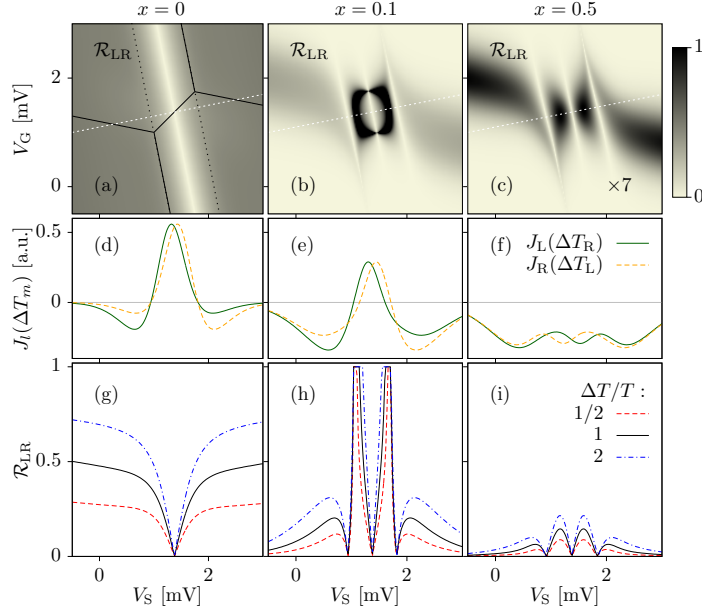 x = 0 x = 0.1 x = 0.5
V_G [mV]
2
0
ℛ_LR
(a)
ℛ_LR
(b)
ℛ_LR
(c)
×7
1
0
J_l(ΔT_m) [a.u.]
0.5
0
(d)
(e)
(f)
J_L(ΔT_R)
J_R(ΔT_L)
ℛ_LR
1
0.5
0
(g)
(h)
(i)
ΔT/T :
1/2
1
2
0 2 0 2 0 2
V_S [mV] V_S [mV] V_S [mV]